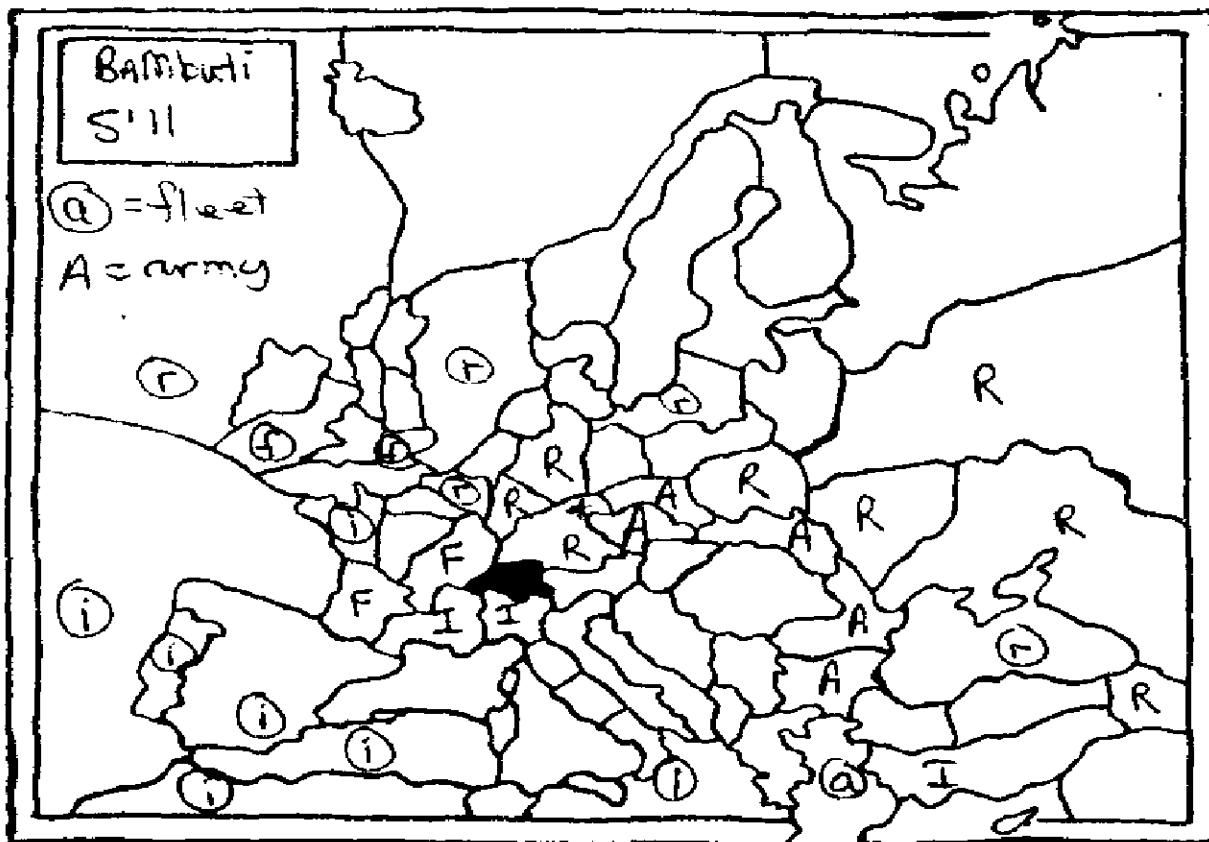 BAMbuti
S'11
ⓐ = fleet
A = army
r r R
r
f f
R R
r R A
i A A R R
F R
i F I I A
i r
A R
i
i
i i a I